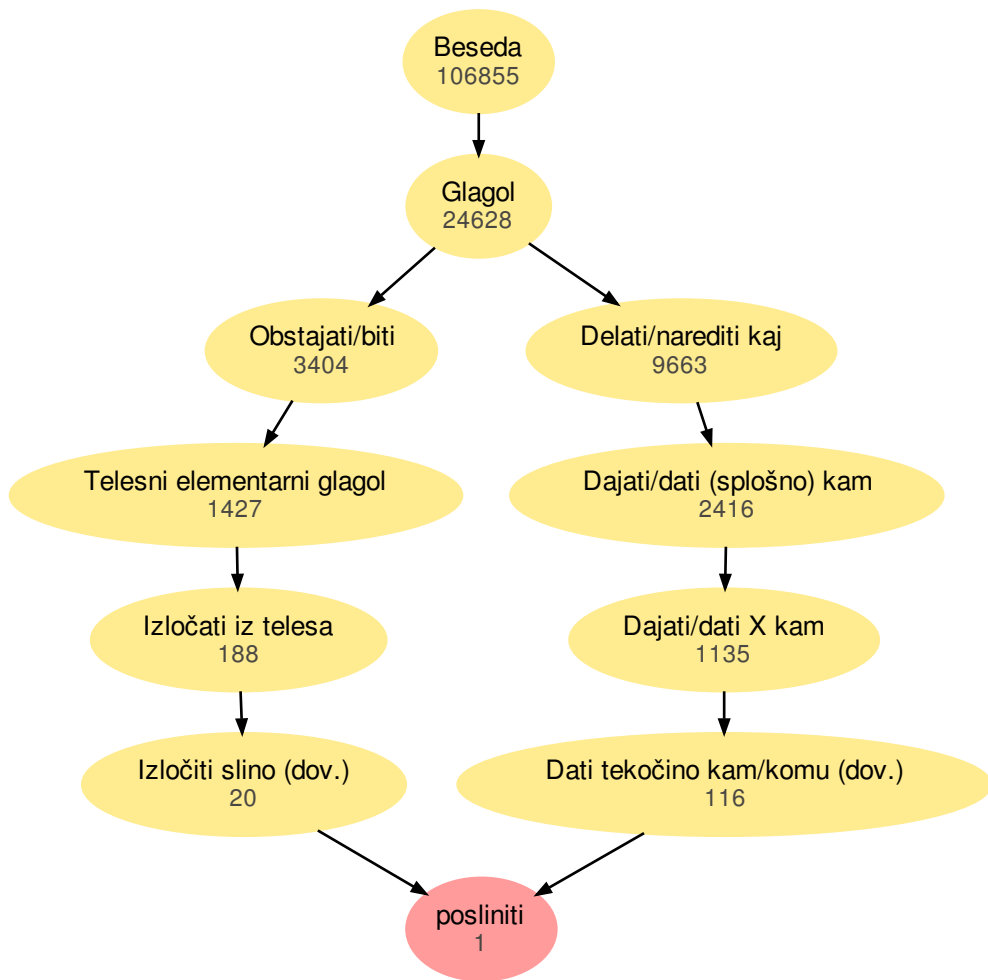 Beseda
106855
Glagol
24628
Obstajati/biti
3404
Delati/narediti kaj
9663
Telesni elementarni glagol
1427
Dajati/dati (splošno) kam
2416
Izločati iz telesa
188
Dajati/dati X kam
1135
Izločiti slino (dov.)
20
Dati tekočino kam/komu (dov.)
116
posliniti
1